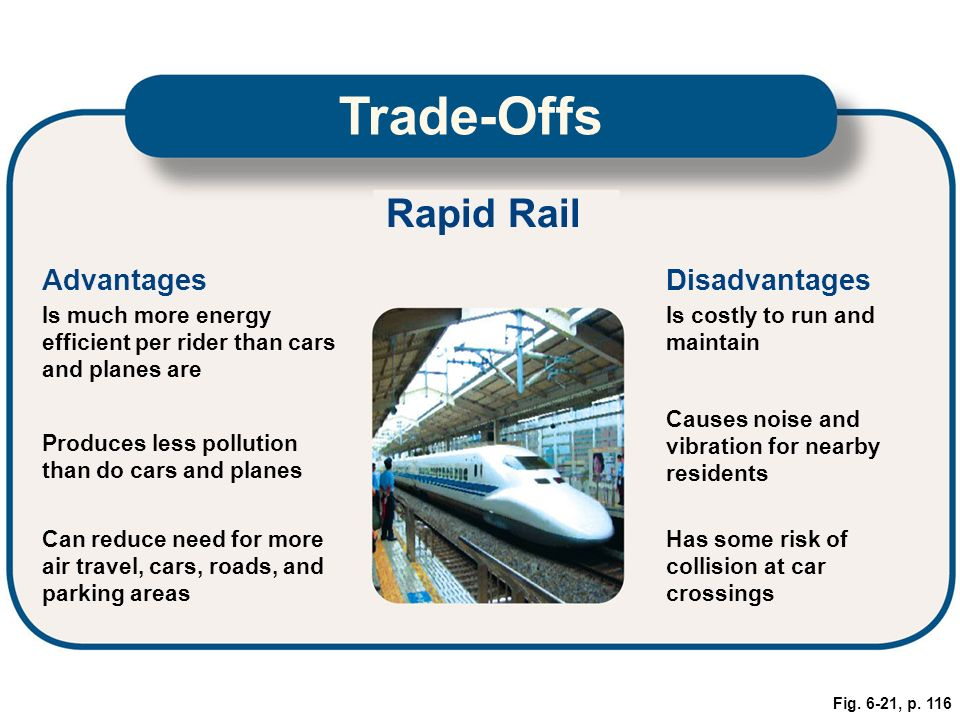 Trade-Offs
Rapid Rail
Advantages
Is much more energy
efficient per rider than cars
and planes are
Produces less pollution
than do cars and planes
Can reduce need for more
air travel, cars, roads, and
parking areas
Disadvantages
Is costly to run and
maintain
Causes noise and
vibration for nearby
residents
Has some risk of
collision at car
crossings
Fig. 6-21, p. 116